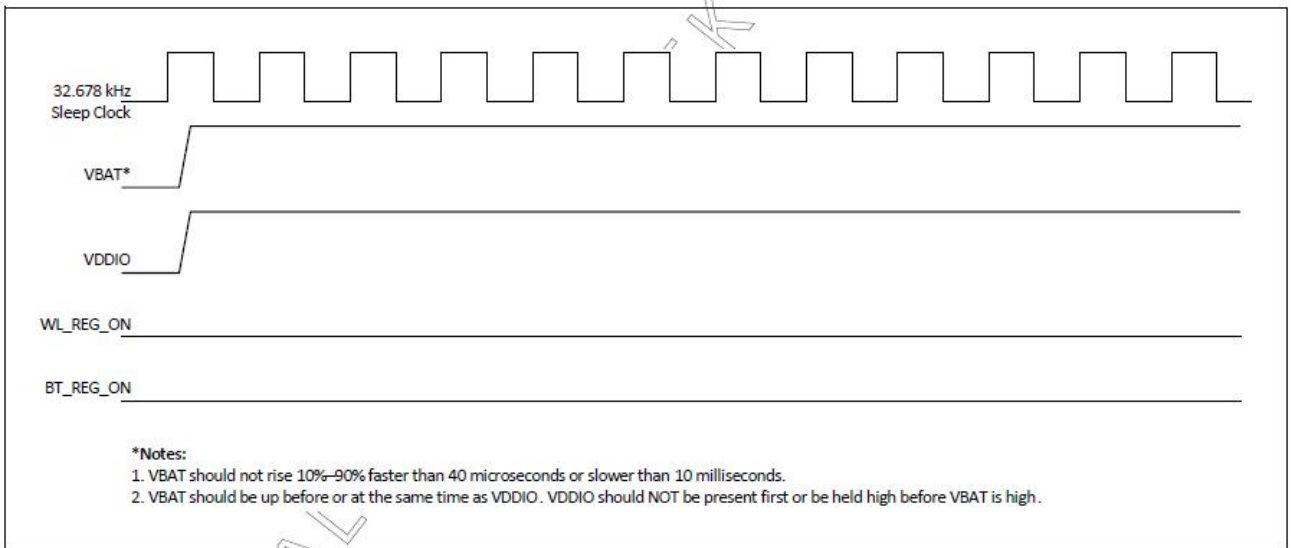 32.678 kHz
Sleep Clock
VBAT*
VDDIO
WL_REG_ON
BT_REG_ON
*Notes:
1. VBAT should not rise 10%–90% faster than 40 microseconds or slower than 10 milliseconds.
2. VBAT should be up before or at the same time as VDDIO. VDDIO should NOT be present first or be held high before VBAT is high.